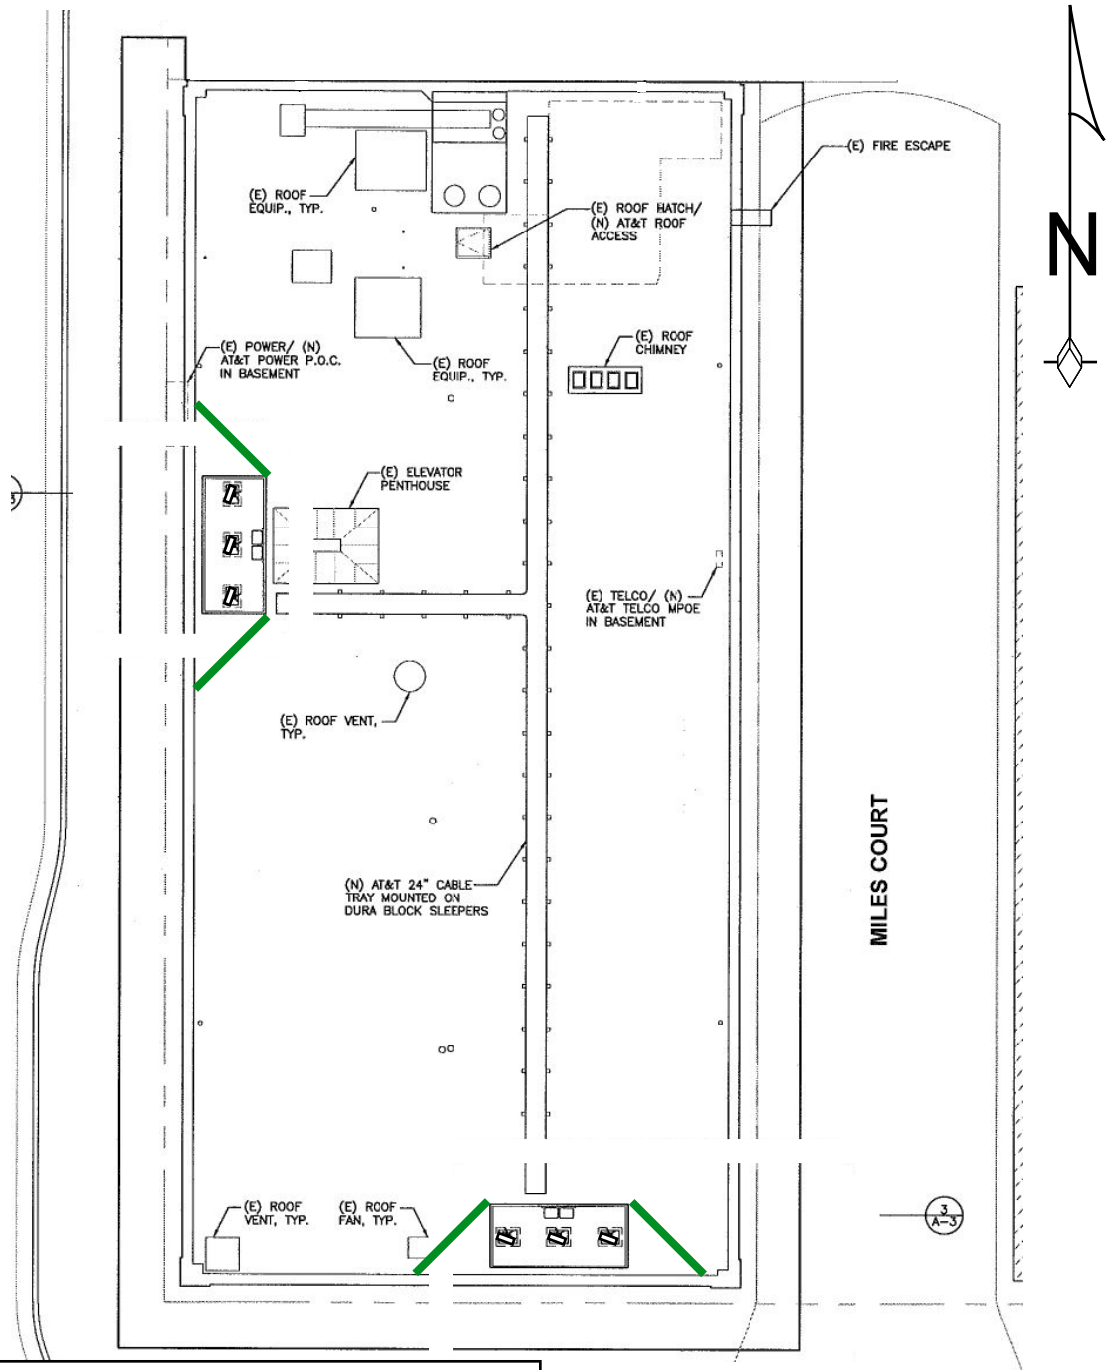 (E) FIRE ESCAPE
N
(E) ROOF
EQUIP., TYP.
(E) ROOF HATCH/
(N) AT&T ROOF
ACCESS
(E) POWER/ (N)
AT&T POWER P.O.C.
IN BASEMENT
(E) ROOF
EQUIP., TYP.
(E) ROOF
CHIMNEY
(E) ELEVATOR
PENTHOUSE
(E) TELCO/ (N)
AT&T TELCO MPOE
IN BASEMENT
(E) ROOF VENT,
TYP.
(N) AT&T 24" CABLE
TRAY MOUNTED ON
DURA BLOCK SLEEPERS
MILES COURT
(E) ROOF
VENT, TYP.
(E) ROOF
FAN, TYP.
3
A-3